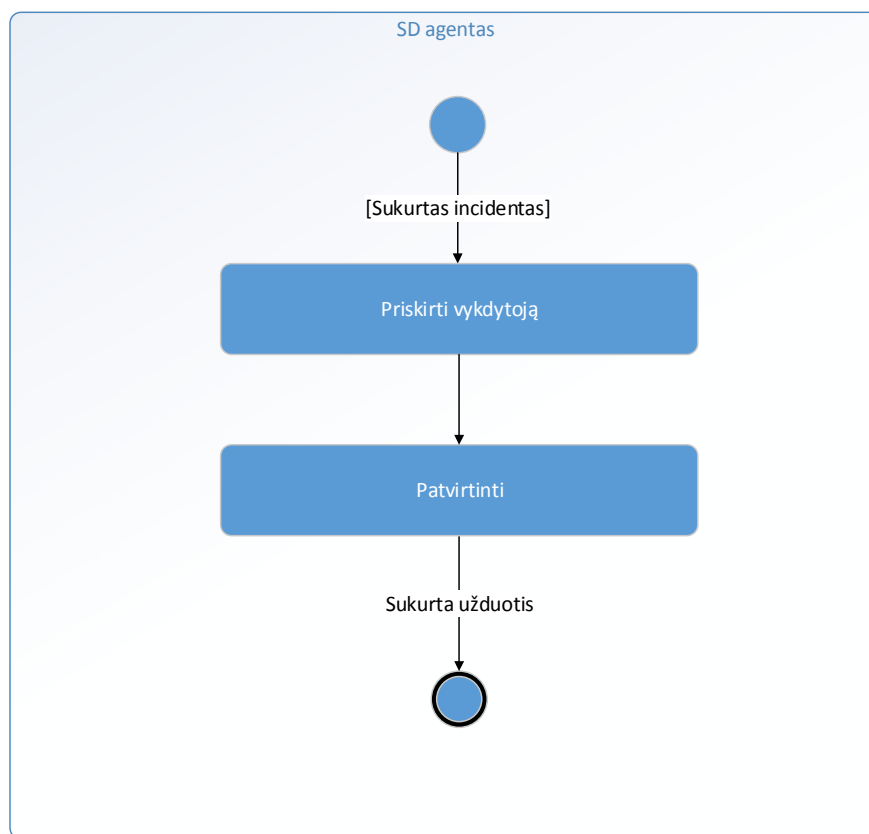 SD agentas
[Sukurtas incidentas]
Priskirti vykdytoją
Patvirtinti
Sukurta užduotis